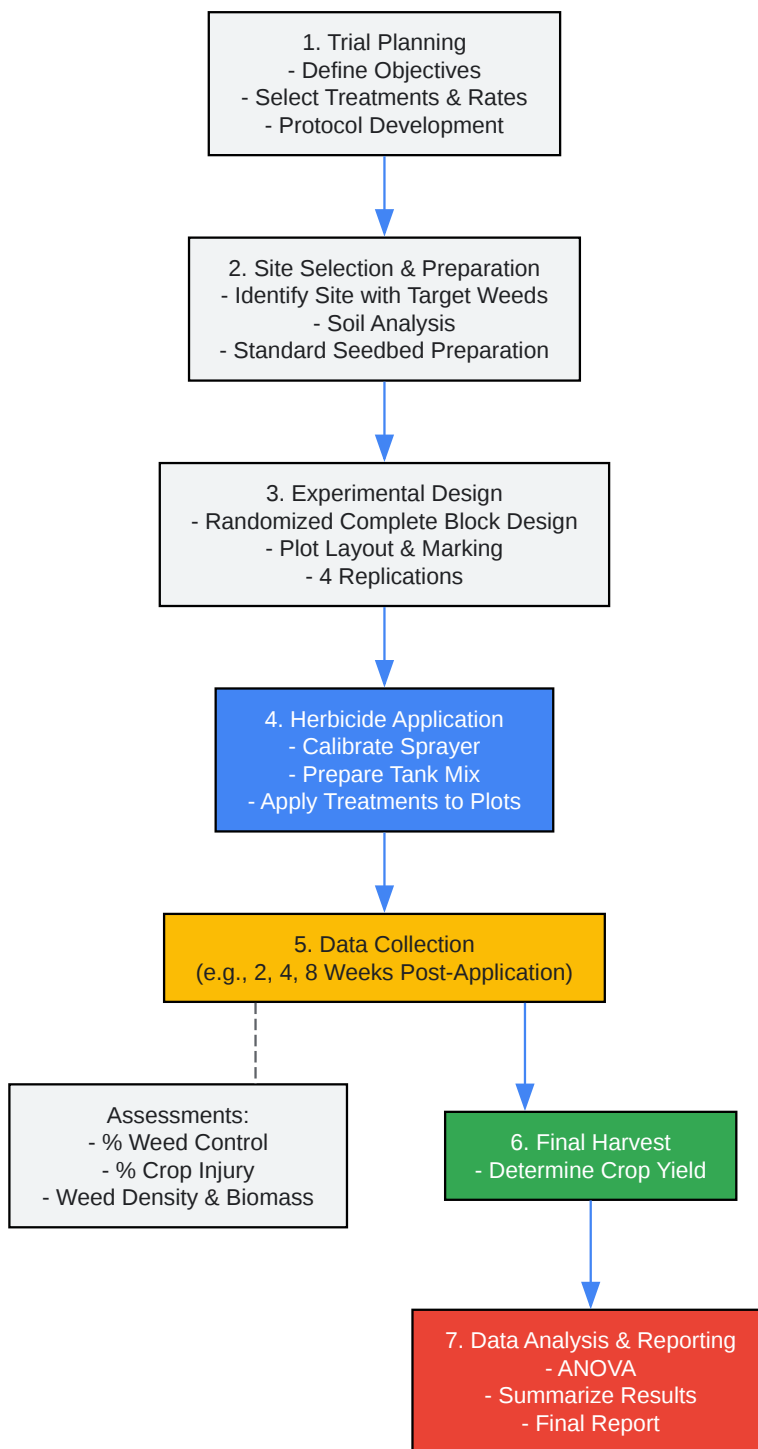 1. Trial Planning
- Define Objectives
- Select Treatments & Rates
- Protocol Development
2. Site Selection & Preparation
- Identify Site with Target Weeds
- Soil Analysis
- Standard Seedbed Preparation
3. Experimental Design
- Randomized Complete Block Design
- Plot Layout & Marking
- 4 Replications
4. Herbicide Application
- Calibrate Sprayer
- Prepare Tank Mix
- Apply Treatments to Plots
5. Data Collection
(e.g., 2, 4, 8 Weeks Post-Application)
Assessments:
- % Weed Control
- % Crop Injury
- Weed Density & Biomass
6. Final Harvest
- Determine Crop Yield
7. Data Analysis & Reporting
- ANOVA
- Summarize Results
- Final Report